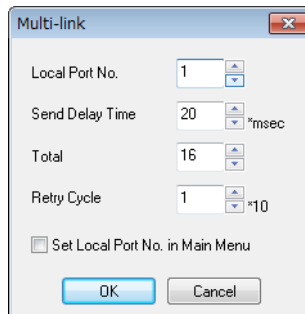 Multi-link
Local Port No. 1
Send Delay Time 20 *msec
Total 16
Retry Cycle 1 *10
Set Local Port No. in Main Menu
OK Cancel